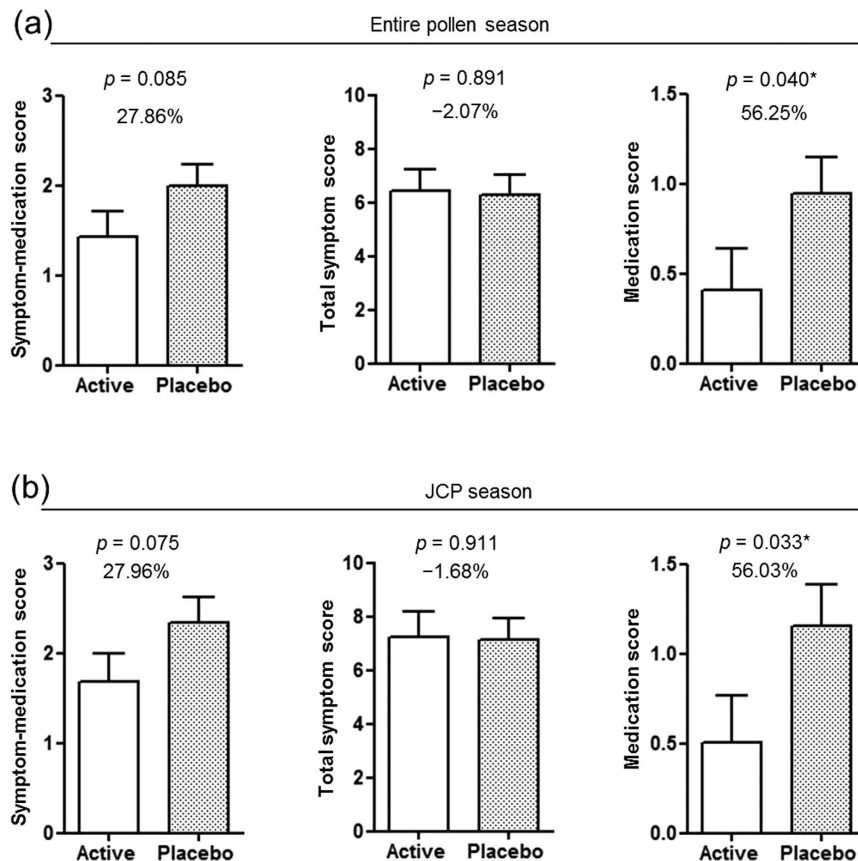 (a)
Entire pollen season
p = 0.085
27.86%
Symptom-medication score
3
2
1
0
Active Placebo
p = 0.891
−2.07%
Total symptom score
10
8
6
4
2
0
Active Placebo
p = 0.040*
56.25%
Medication score
1.5
1.0
0.5
0.0
Active Placebo
(b)
JCP season
p = 0.075
27.96%
Symptom-medication score
3
2
1
0
Active Placebo
p = 0.911
−1.68%
Total symptom score
10
8
6
4
2
0
Active Placebo
p = 0.033*
56.03%
Medication score
1.5
1.0
0.5
0.0
Active Placebo